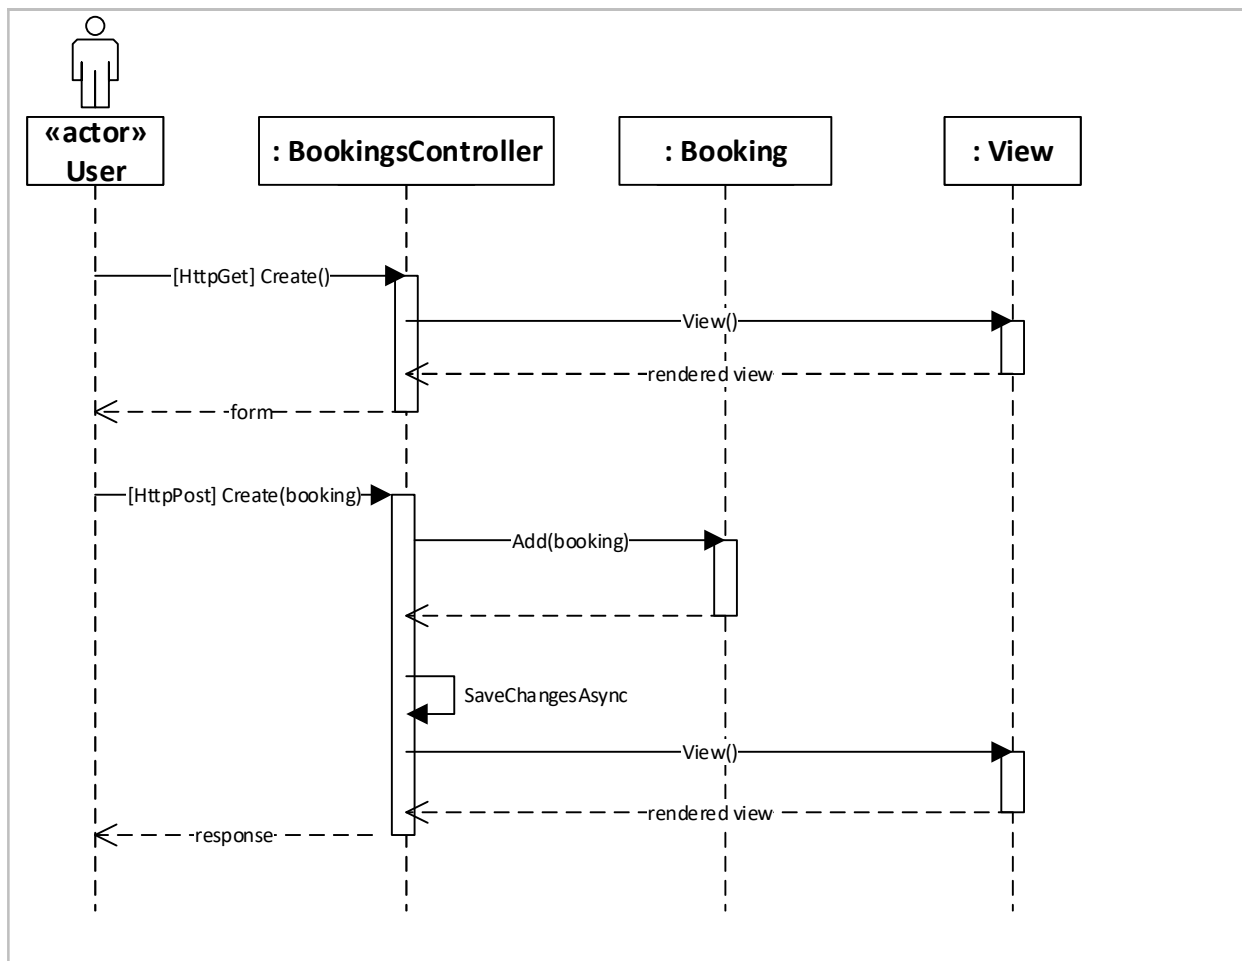 «actor»
User
: BookingsController
: Booking
: View
[HttpGet] Create()
View()
rendered view
form
[HttpPost] Create(booking)
Add(booking)
SaveChangesAsync
View()
rendered view
response